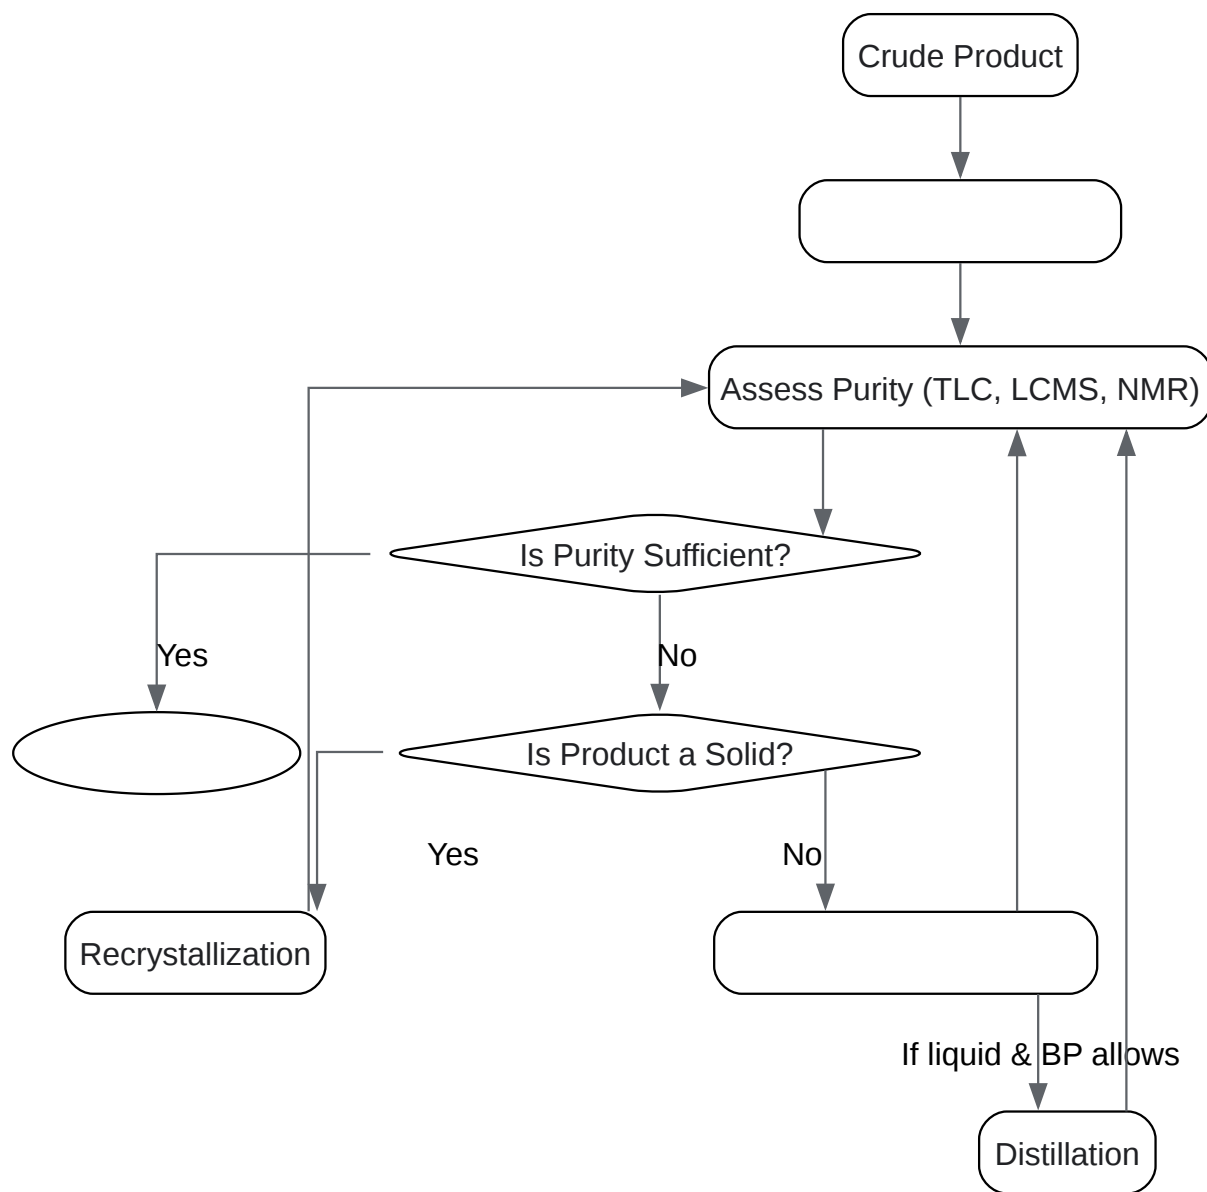 Crude Product
Assess Purity (TLC, LCMS, NMR)
Is Purity Sufficient?
Yes
No
Is Product a Solid?
Yes
No
Recrystallization
If liquid & BP allows
Distillation